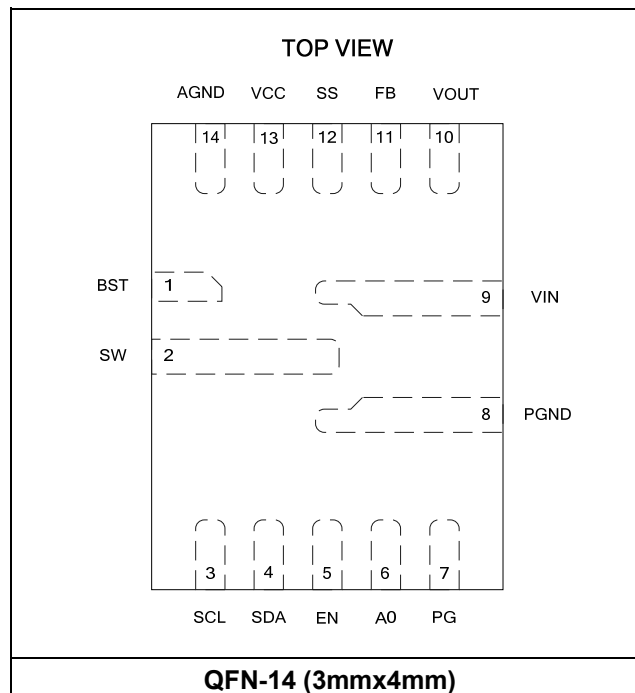 TOP VIEW
AGND VCC SS FB VOUT
14 13 12 11 10
BST 1 9 VIN
SW 2
8 PGND
3 4 5 6 7
SCL SDA EN A0 PG
QFN-14 (3mmx4mm)